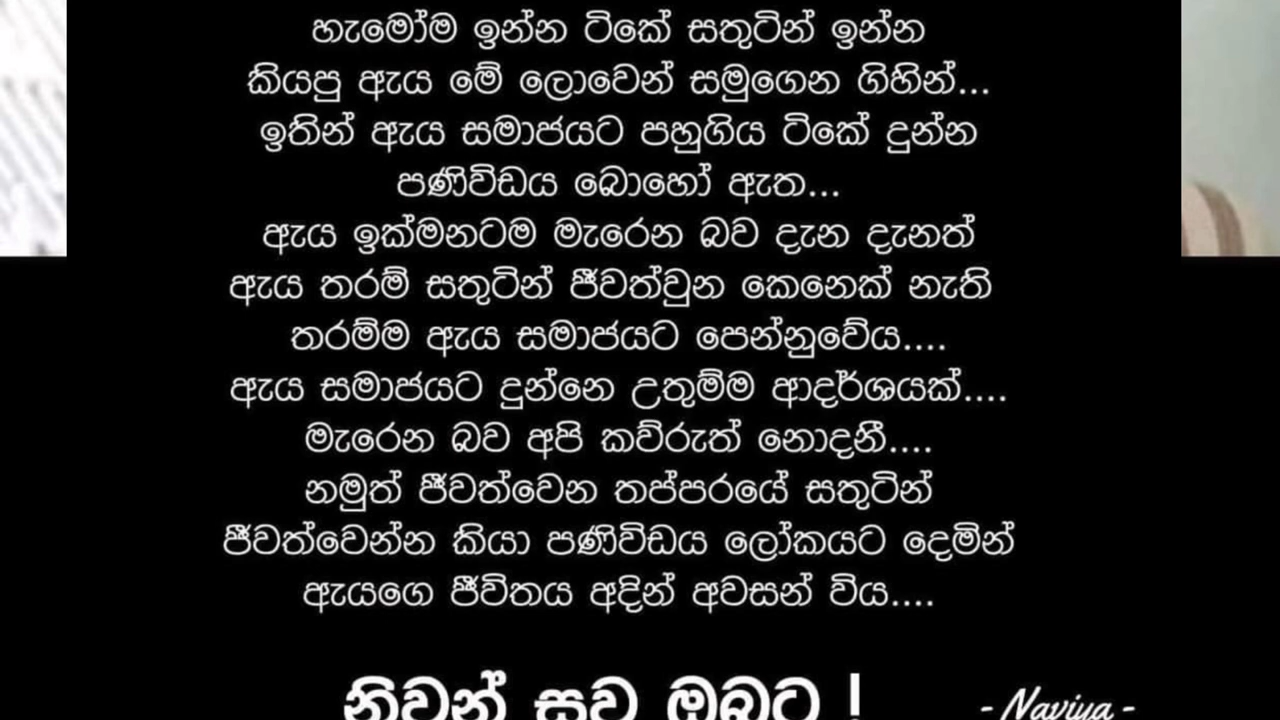 හැමෝම ඉන්න ටිකේ සතුටින් ඉන්න
කියපු ඇය මේ ලොවෙන් සමුගෙන ගිහින්...
ඉතින් ඇය සමාජයට පහුගිය ටිකේ දුන්න
පණිවිඩය බොහෝ ඇත...
ඇය ඉක්මනටම මැරෙන බව දැන දැනත්
ඇය තරම් සතුටින් ජීවත්වුන කෙනෙක් නැති
තරම්ම ඇය සමාජයට පෙන්නුවේය....
ඇය සමාජයට දුන්නෙ උතුම්ම ආදර්ශයක්....
මැරෙන බව අපි කව්රුත් නොදනී....
නමුත් ජීවත්වෙන තප්පරයේ සතුටින්
ජීවත්වෙන්න කියා පණිවිඩය ලෝකයට දෙමින්
ඇයගෙ ජීවිතය අදින් අවසන් විය....
නිවන් සුව ඔබට !
- Naviya -